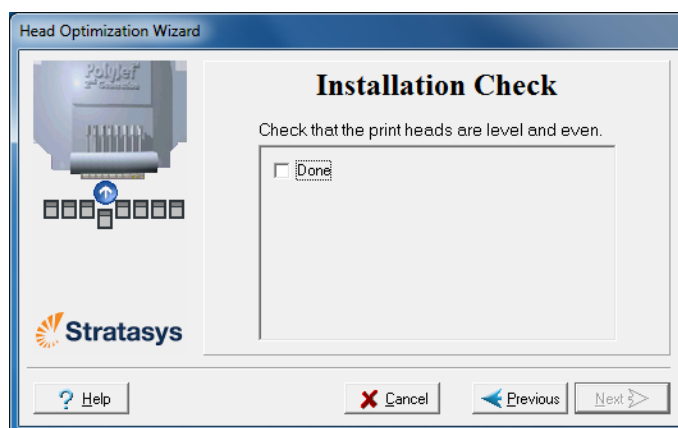 Head Optimization Wizard
PolyJet
Installation Check
Check that the print heads are level and even.
Done
Stratasys
? Help
Cancel
Previous
Next